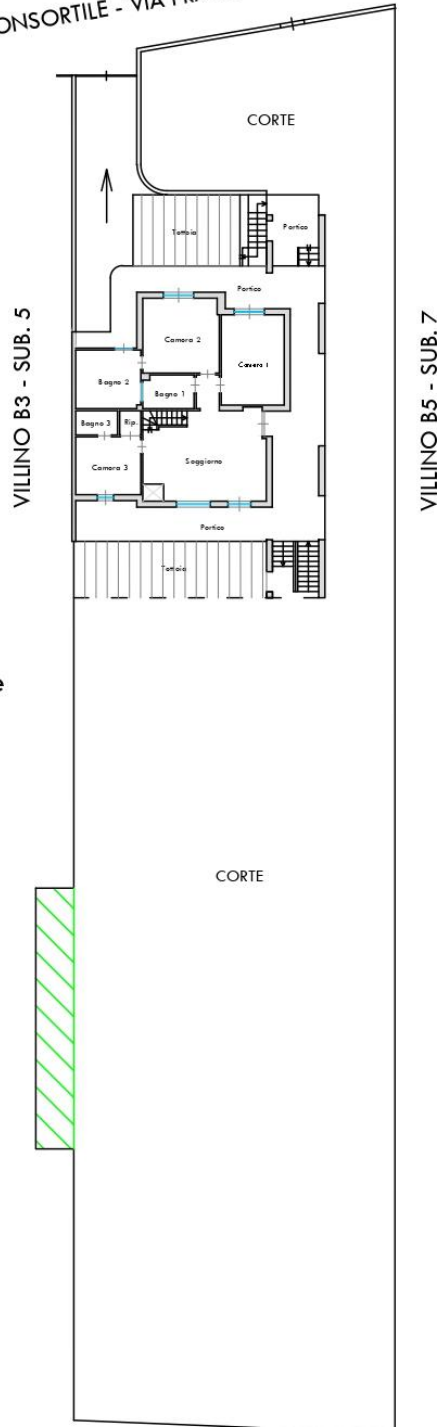 ONSORTILE - VIA
CORTE
Tettoia
Portico
Portico
Camera 2
Camera 1
Bagno 2
Bagno 1
Bagno 3
Rip.
Soggiorno
Camera 3
Portico
Tettoia
VILLINO B3 - SUB. 5
VILLINO B5 - SUB. 7
e
CORTE